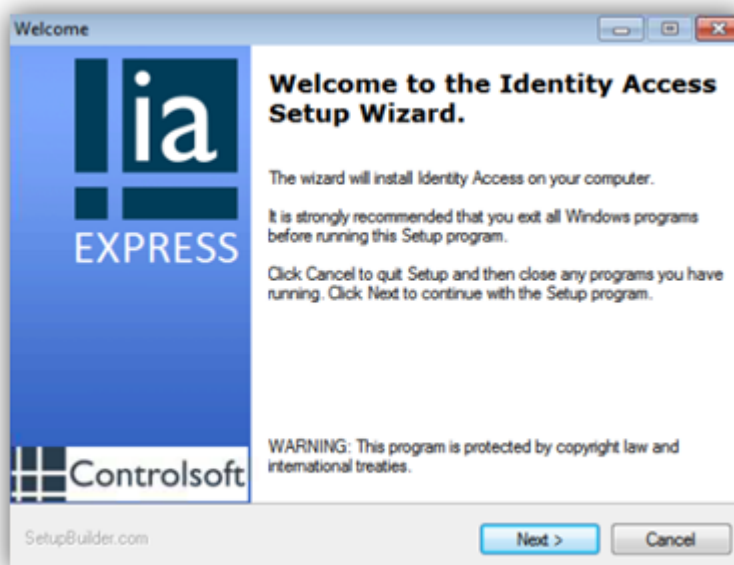 Welcome
ia
EXPRESS
Controlsoft
Welcome to the Identity Access
Setup Wizard.
The wizard will install Identity Access on your computer.
It is strongly recommended that you exit all Windows programs
before running this Setup program.
Click Cancel to quit Setup and then close any programs you have
running. Click Next to continue with the Setup program.
WARNING: This program is protected by copyright law and
international treaties.
SetupBuilder.com
Next >
Cancel